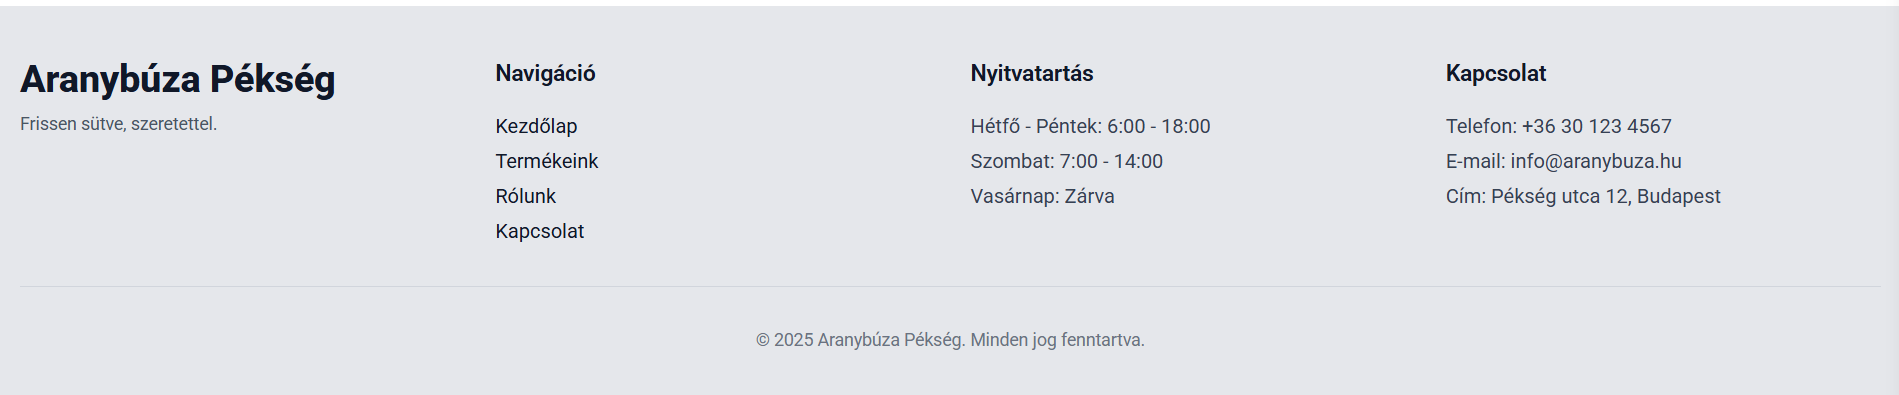 Aranybúza Pékség
Frissen sütve, szeretettel.
Navigáció
Kezdőlap
Termékeink
Rólunk
Kapcsolat
Nyitvatartás
Hétfő - Péntek: 6:00 - 18:00
Szombat: 7:00 - 14:00
Vasárnap: Zárva
Kapcsolat
Telefon: +36 30 123 4567
E-mail: info@aranybuza.hu
Cím: Pékség utca 12, Budapest
© 2025 Aranybúza Pékség. Minden jog fenntartva.